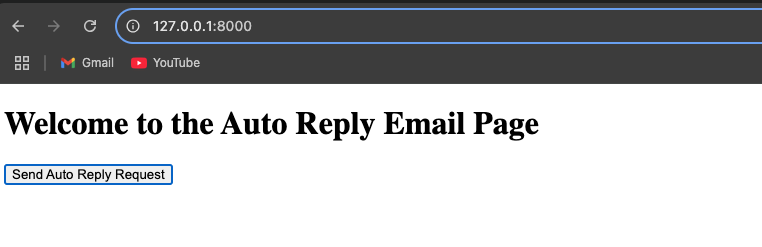 127.0.0.1:8000
Gmail YouTube
Welcome to the Auto Reply Email Page
Send Auto Reply Request